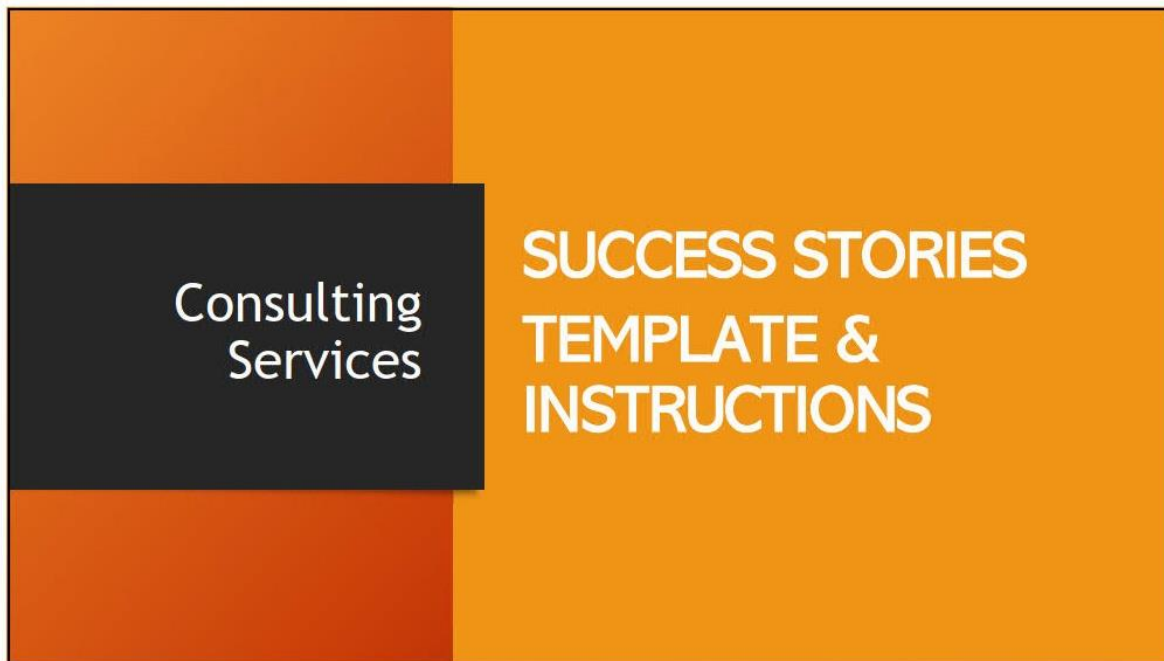 Consulting
Services
SUCCESS STORIES
TEMPLATE &
INSTRUCTIONS